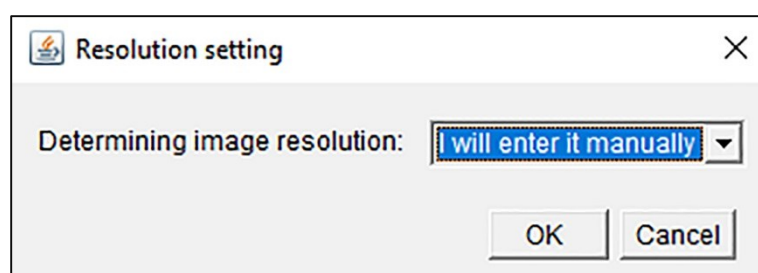 Resolution setting
Determining image resolution: I will enter it manually
OK Cancel